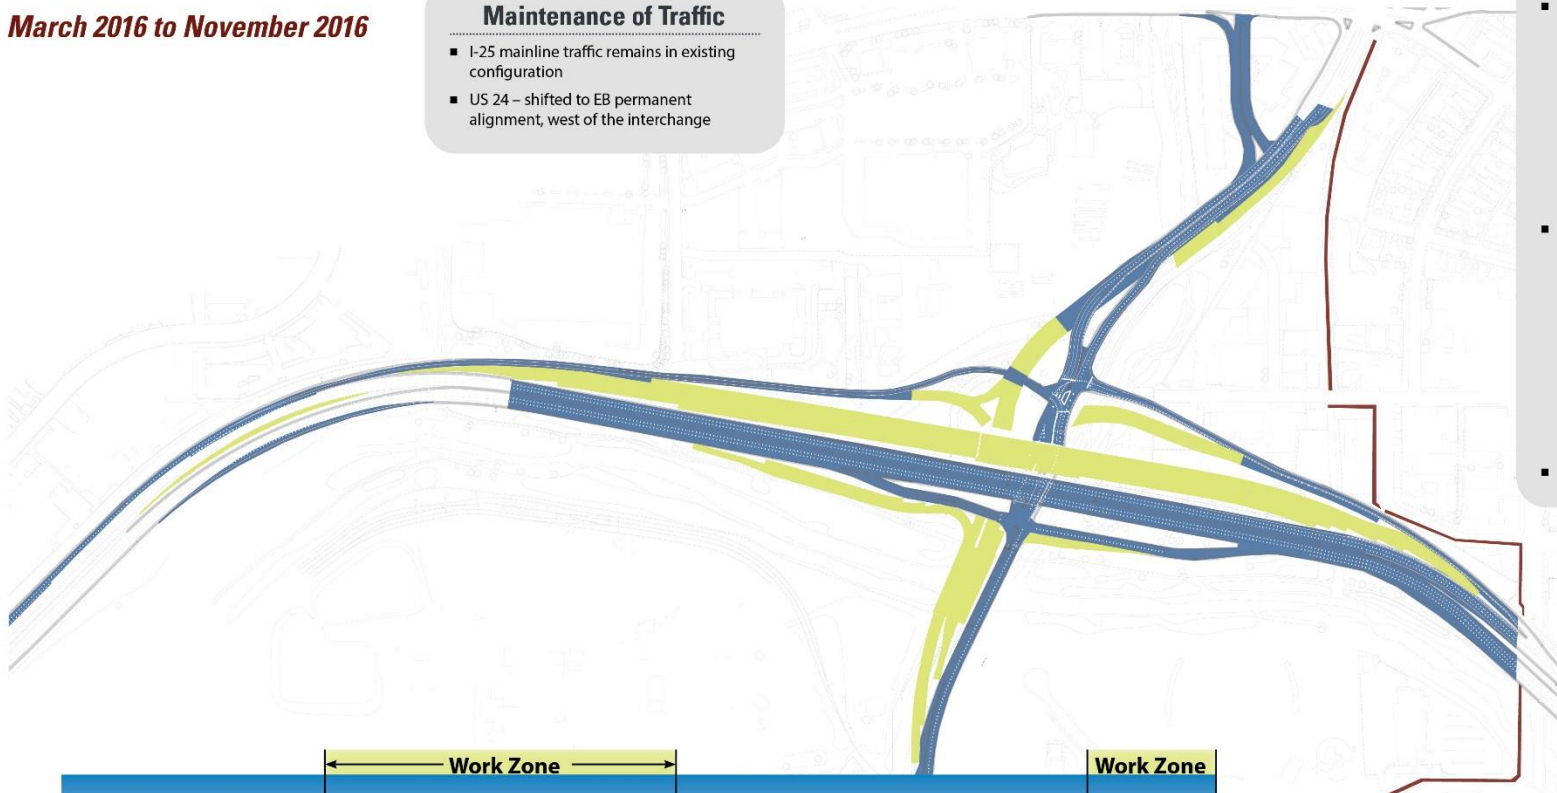 March 2016 to November 2016
Maintenance of Traffic
■ I-25 mainline traffic remains in existing
configuration
■ US 24 – shifted to EB permanent
alignment, west of the interchange
Work Zone
Work Zone